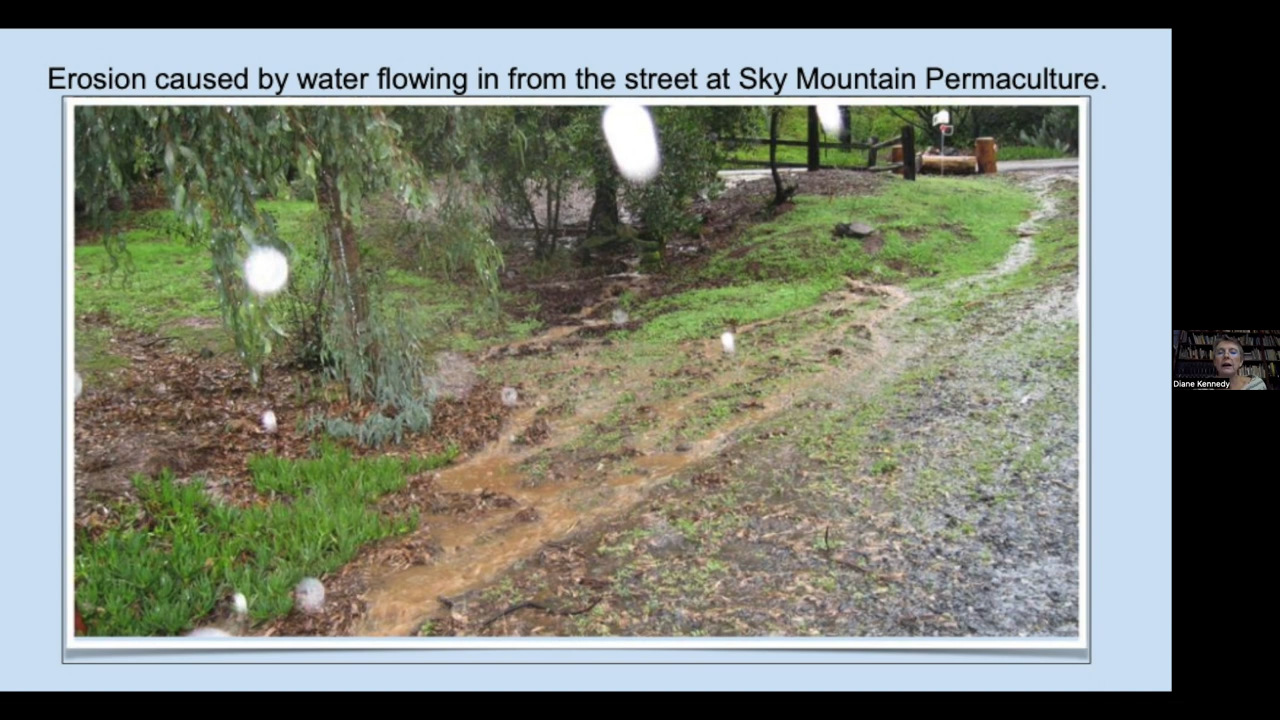 Erosion caused by water flowing in from the street at Sky Mountain Permaculture.
Diane Kennedy